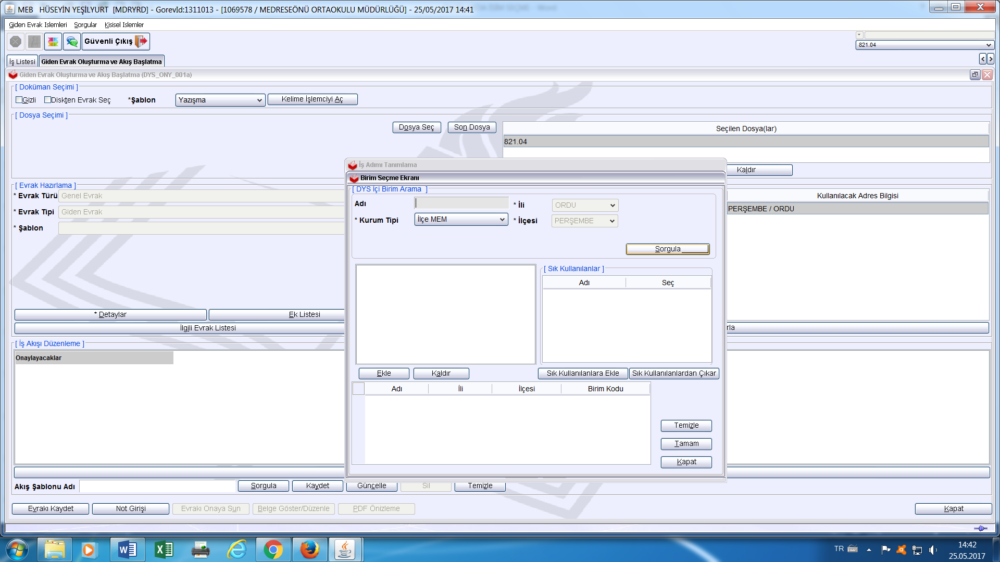 MEB   HÜSEYİN YEŞİLYURT  [MDRYRD] - GorevId:1311013 - [1069578 / MEDRESEÖNÜ ORTAOKULU MÜDÜRLÜĞÜ] - 25/05/2017 14:41
Giden Evrak Islemleri   Sorgular   Kisisel Islemler
Güvenli Çıkış
821.04
İş Listesi   Giden Evrak Oluşturma ve Akış Başlatma
Giden Evrak Oluşturma ve Akış Başlatma (DYS_ONY_001a)
[ Doküman Seçimi ]
Gizli   Diskten Evrak Seç   *Şablon   Yazışma   Kelime İşlemciyi Aç
[ Dosya Seçimi ]
Dosya Seç   Son Dosya   Seçilen Dosya(lar)
821.04
Kaldır
[ Evrak Hazırlama ]
* Evrak Türü   Genel Evrak
* Evrak Tipi   Giden Evrak
* Şablon
Kullanılacak Adres Bilgisi
PERŞEMBE / ORDU
* Detaylar   Ek Listesi
İlgili Evrak Listesi   rla
[ İş Akışı Düzenleme ]
Onaylayacaklar
İş Adımı Tanımlama
Birim Seçme Ekranı
[ DYS Içi Birim Arama ]
Adı   * İli   ORDU
* Kurum Tipi   İlçe MEM   * İlçesi   PERŞEMBE
Sorgula
[ Sık Kullanılanlar ]
Adı   Seç
Ekle   Kaldır   Sık Kullanılanlara Ekle   Sık Kullanılanlardan Çıkar
Adı   İli   İlçesi   Birim Kodu
Temizle
Tamam
Kapat
Akış Şablonu Adı   Sorgula   Kaydet   Güncelle   Sil   Temizle
Evrakı Kaydet   Not Girişi   Evrakı Onaya Sun   Belge Göster/Düzenle   PDF Önizleme   Kapat
TR
14:42
25.05.2017